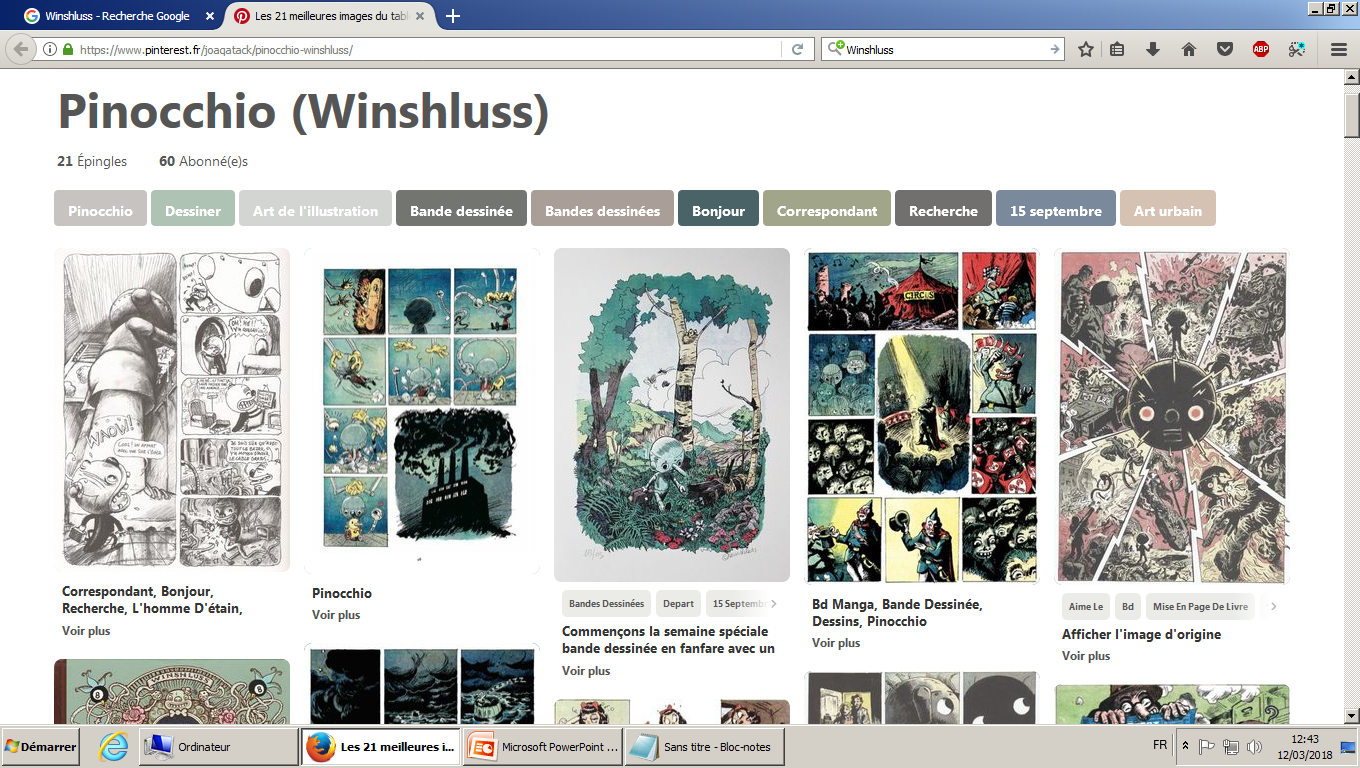 Winshluss - Recherche Google
Les 21 meilleures images du tabl
https://www.pinterest.fr/joaqatack/pinocchio-winshluss/
Winshluss
ABP
Pinocchio (Winshluss)
21 Épingles 60 Abonné(e)s
Pinocchio Dessiner Art de l'illustration Bande dessinée Bandes dessinées Bonjour Correspondant Recherche 15 septembre Art urbain
WAOW!
CIRCUS
Correspondant, Bonjour,
Recherche, L'homme D'étain,
Voir plus
Pinocchio
Voir plus
Bandes Dessinées Depart 15 Septembr
Commençons la semaine spéciale
bande dessinée en fanfare avec un
Voir plus
Bd Manga, Bande Dessinée,
Dessins, Pinocchio
Voir plus
Aime Le Bd Mise En Page De Livre
Afficher l'image d'origine
Voir plus
WINSHLUSS
8
8
Démarrer
Ordinateur
Les 21 meilleures i...
Microsoft PowerPoint ...
Sans titre - Bloc-notes
FR
12:43
12/03/2018